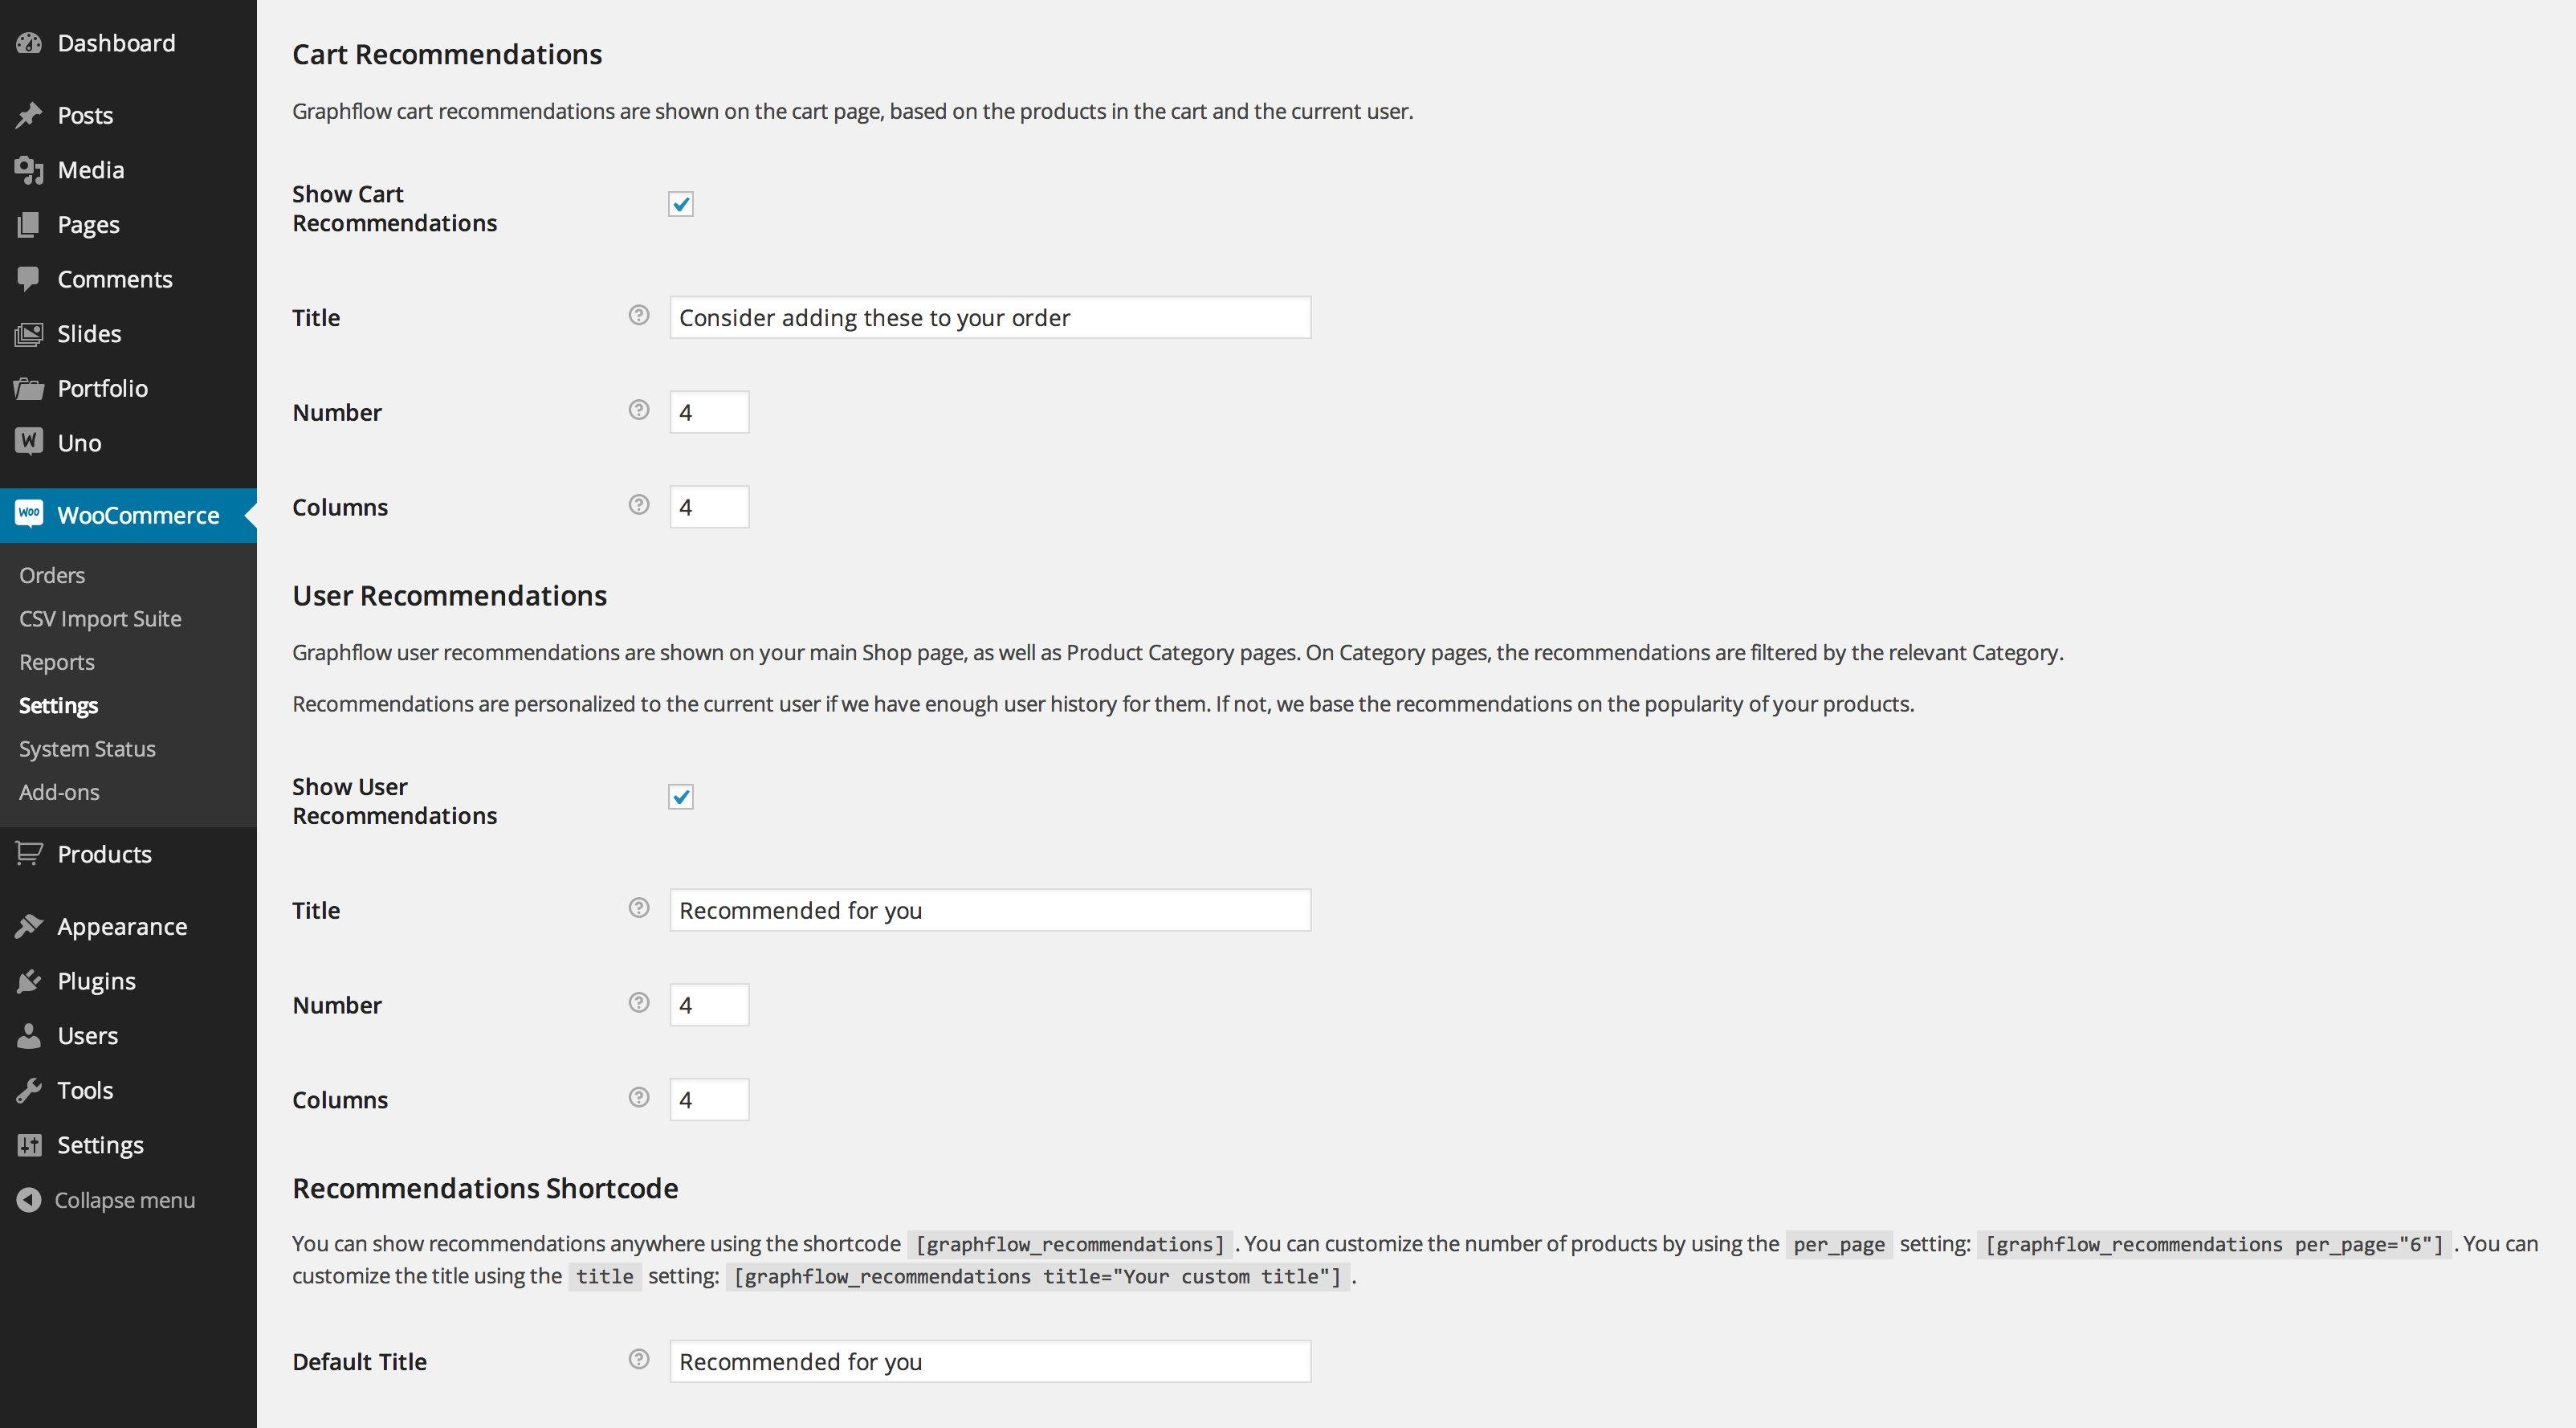 Dashboard
Posts
Media
Pages
Comments
Slides
Portfolio
W Uno
WOO WooCommerce
Orders
CSV Import Suite
Reports
Settings
System Status
Add-ons
Products
Appearance
Plugins
Users
Tools
Settings
Collapse menu
Cart Recommendations
Graphflow cart recommendations are shown on the cart page, based on the products in the cart and the current user.
Show Cart
Recommendations
Title ? Consider adding these to your order
Number ? 4
Columns ? 4
User Recommendations
Graphflow user recommendations are shown on your main Shop page, as well as Product Category pages. On Category pages, the recommendations are filtered by the relevant Category.
Recommendations are personalized to the current user if we have enough user history for them. If not, we base the recommendations on the popularity of your products.
Show User
Recommendations
Title ? Recommended for you
Number ? 4
Columns ? 4
Recommendations Shortcode
You can show recommendations anywhere using the shortcode [graphflow_recommendations] . You can customize the number of products by using the per_page setting: [graphflow_recommendations per_page="6"] . You can
customize the title using the title setting: [graphflow_recommendations title="Your custom title"] .
Default Title ? Recommended for you